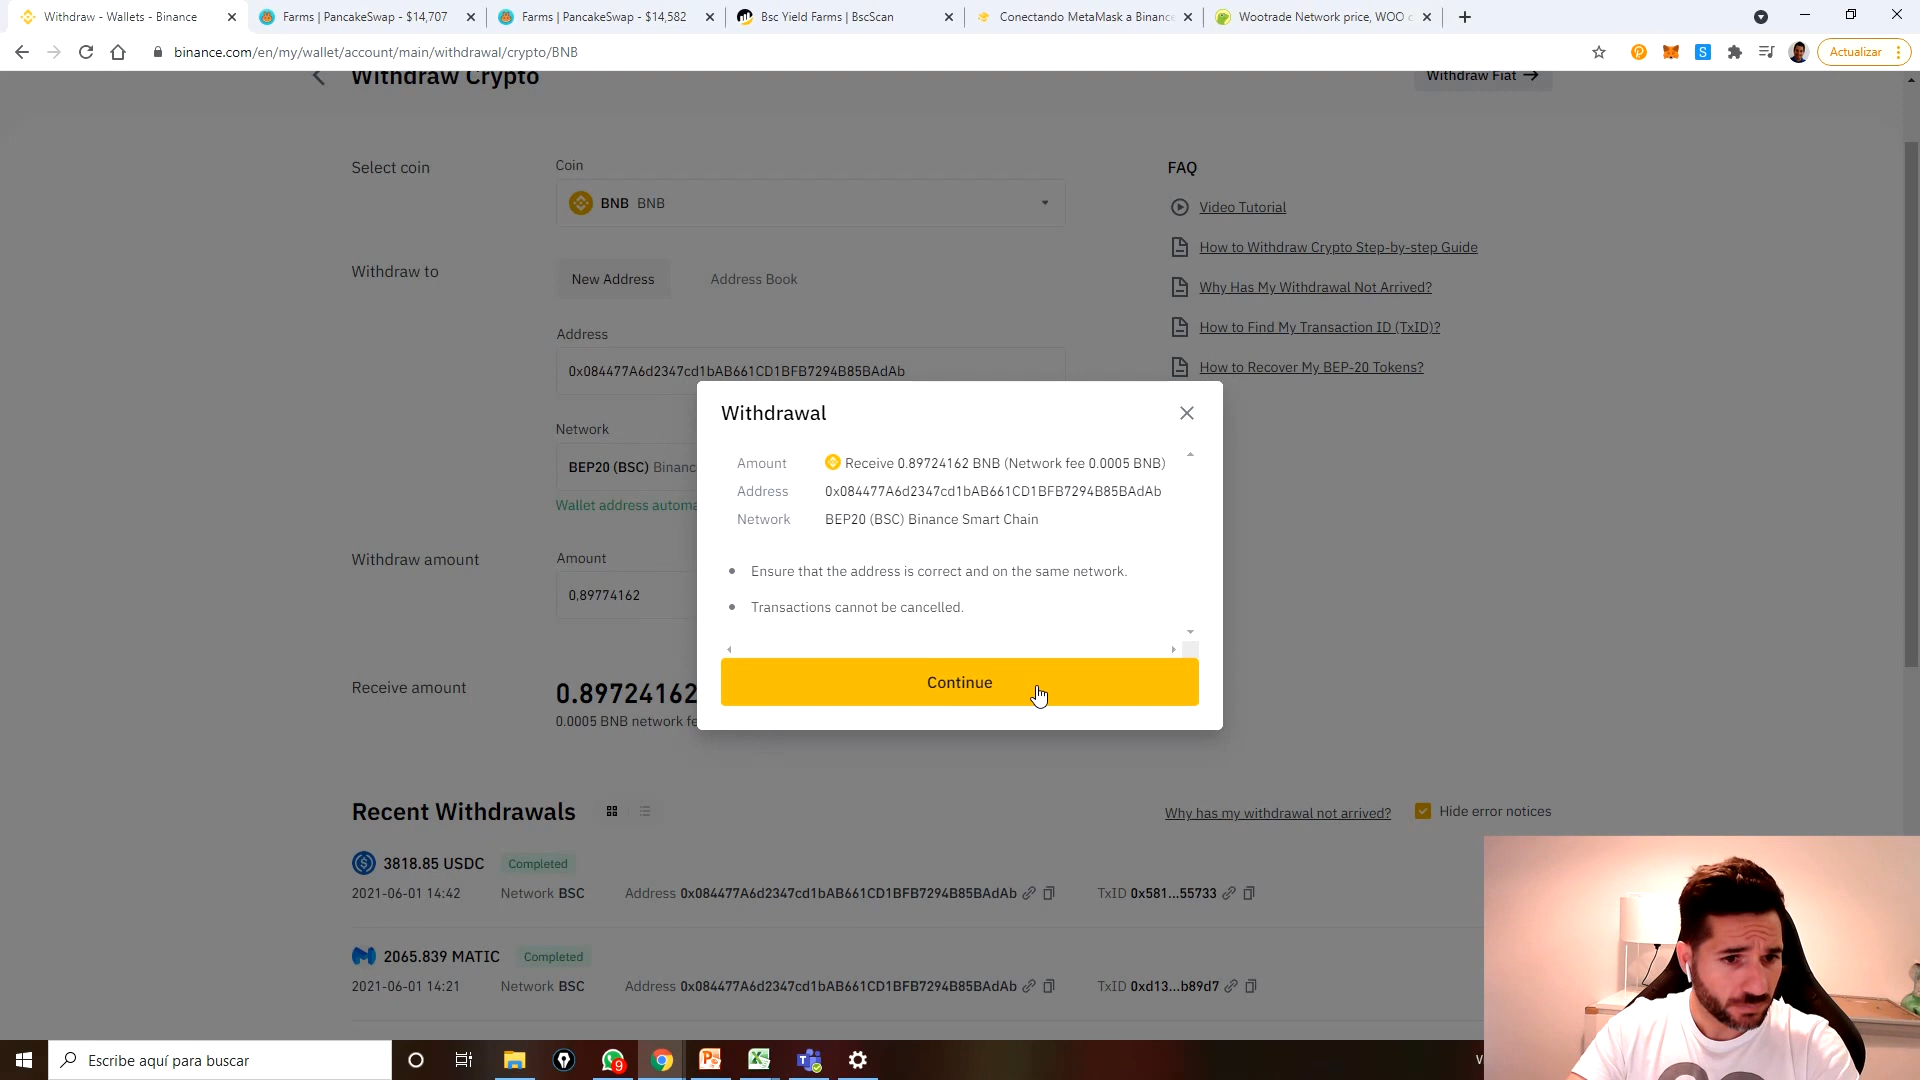 Withdraw - Wallets - Binance
Farms | PancakeSwap - $14,707
Farms | PancakeSwap - $14,582
Bsc Yield Farms | BscScan
Conectando MetaMask a Binance
Wootrade Network price, WOO c
binance.com/en/my/wallet/account/main/withdrawal/crypto/BNB
Actualizar
Withdraw Crypto
Withdraw Fiat →
Select coin
Coin
BNB BNB
FAQ
Video Tutorial
How to Withdraw Crypto Step-by-step Guide
Why Has My Withdrawal Not Arrived?
How to Find My Transaction ID (TxID)?
How to Recover My BEP-20 Tokens?
Withdraw to
New Address
Address Book
Address
0x084477A6d2347cd1bAB661CD1BFB7294B85BAdAb
Network
BEP20 (BSC) Binanc
Wallet address automa
Withdraw amount
Amount
0,89774162
Receive amount
0.89724162
0.0005 BNB network fe
Withdrawal
Amount Receive 0.89724162 BNB (Network fee 0.0005 BNB)
Address 0x084477A6d2347cd1bAB661CD1BFB7294B85BAdAb
Network BEP20 (BSC) Binance Smart Chain
• Ensure that the address is correct and on the same network.
• Transactions cannot be cancelled.
Continue
Recent Withdrawals
Why has my withdrawal not arrived?
Hide error notices
3818.85 USDC Completed
2021-06-01 14:42 Network BSC Address 0x084477A6d2347cd1bAB661CD1BFB7294B85BAdAb TxID 0x581...55733
2065.839 MATIC Completed
2021-06-01 14:21 Network BSC Address 0x084477A6d2347cd1bAB661CD1BFB7294B85BAdAb TxID 0xd13...b89d7
Escribe aquí para buscar
9